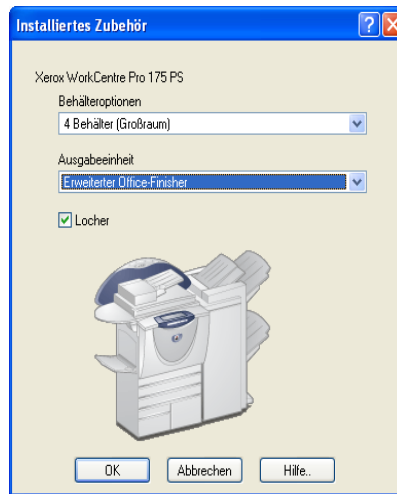 Installiertes Zubehör
Xerox WorkCentre Pro 175 PS
Behälteroptionen
4 Behälter (Großraum)
Ausgabeeinheit
Erweiterter Office-Finisher
Locher
OK Abbrechen Hilfe..